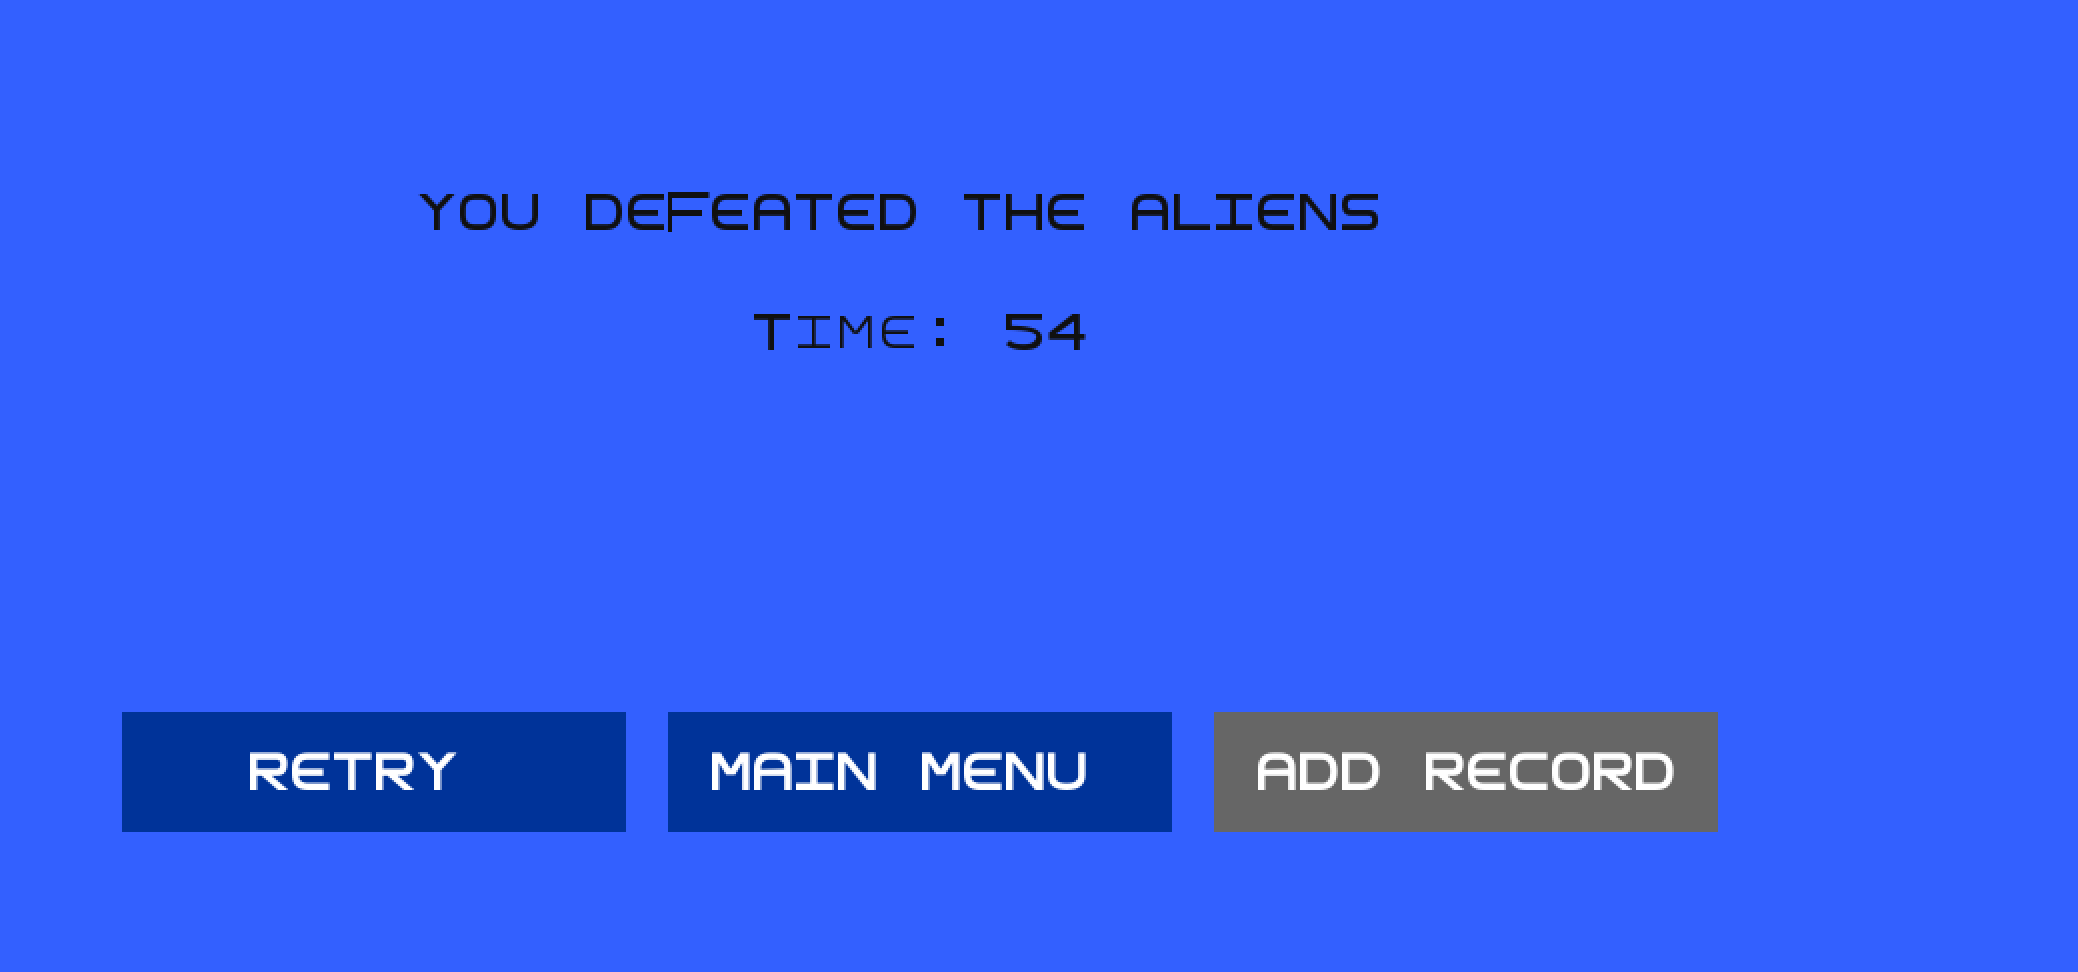 YOU DEFEATED THE ALIENS
TIME: 54
RETRY
MAIN MENU
ADD RECORD